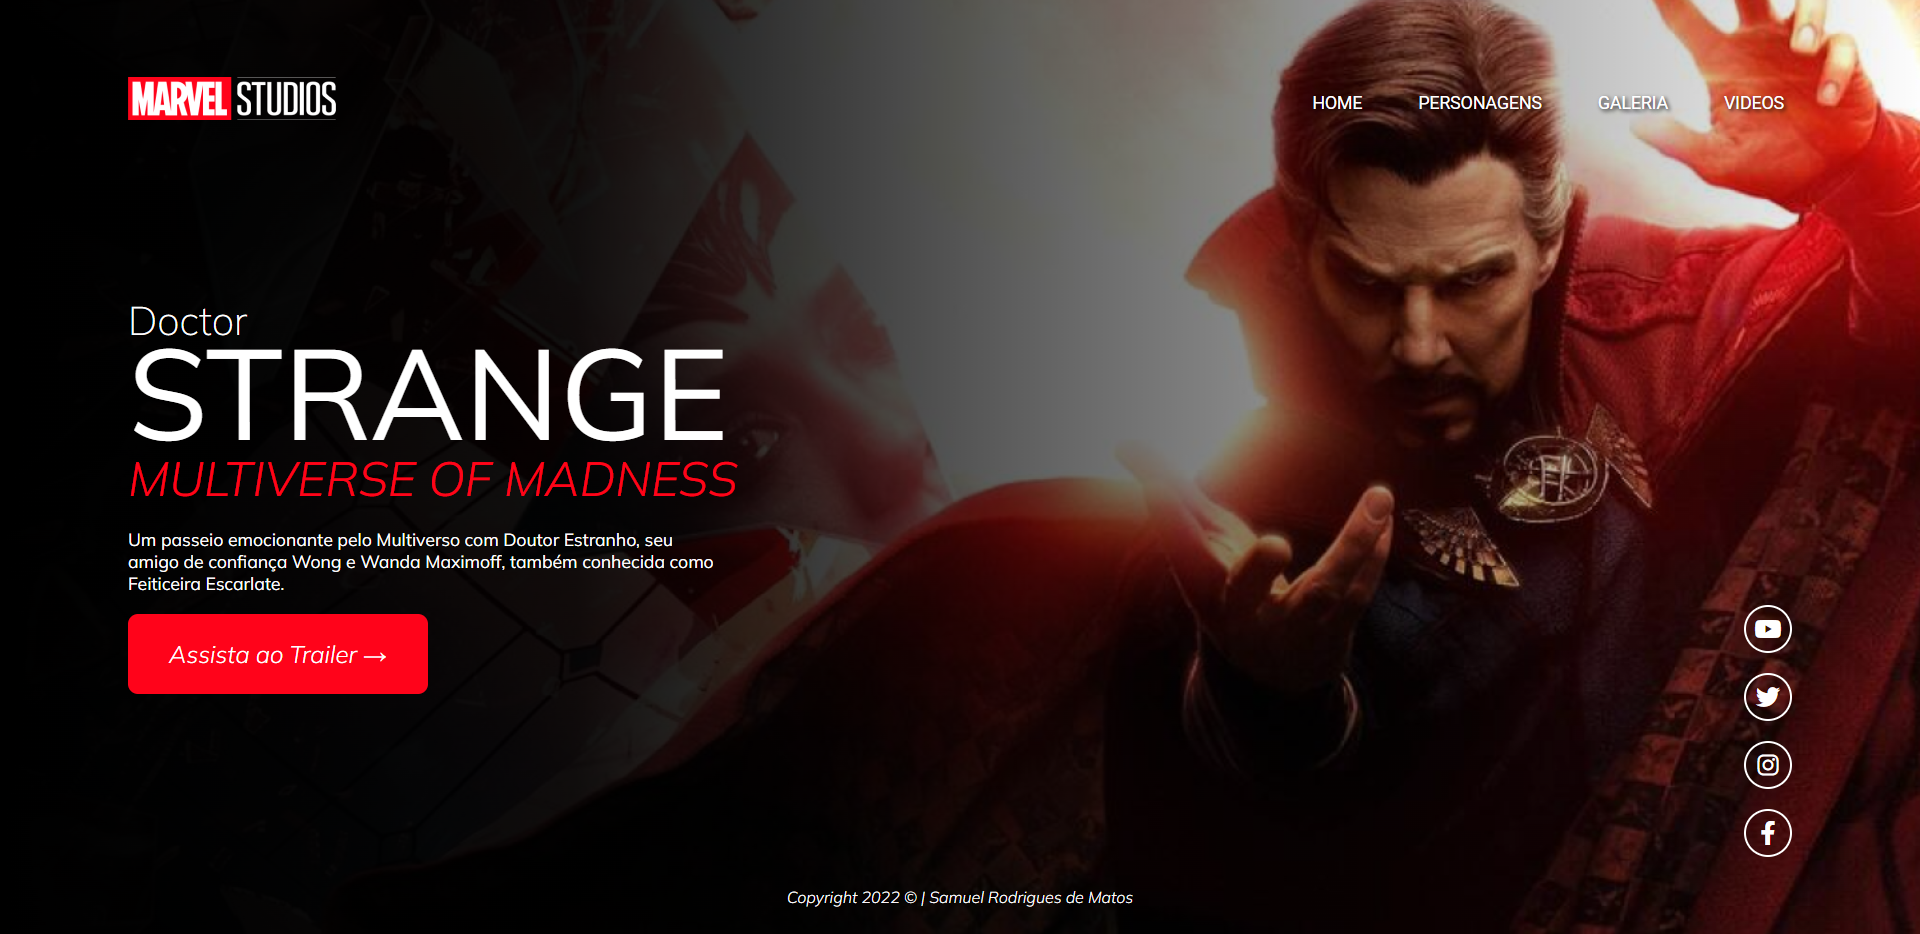 MARVEL STUDIOS
HOME PERSONAGENS GALERIA VIDEOS
Doctor
STRANGE
MULTIVERSE OF MADNESS
Um passeio emocionante pelo Multiverso com Doutor Estranho, seu
amigo de confiança Wong e Wanda Maximoff, também conhecida como
Feiticeira Escarlate.
Assista ao Trailer →
Copyright 2022 © | Samuel Rodrigues de Matos